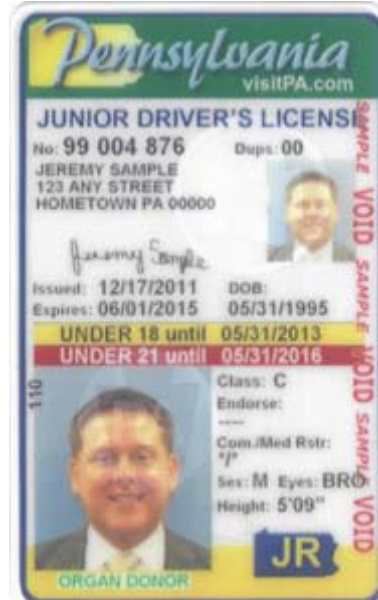 Pennsylvania
visitPA.com
JUNIOR DRIVER'S LICENSE
No: 99 004 876 Dups: 00
JEREMY SAMPLE
123 ANY STREET
HOMETOWN PA 00000
Jeremy Sample
Issued: 12/17/2011 DOB:
Expires: 06/01/2015 05/31/1995
UNDER 18 until 05/31/2013
UNDER 21 until 05/31/2016
110
Class: C
Endorse:
----
Com./Med Rstr:
*/*
Sex: M Eyes: BRO
Height: 5'09"
JR
ORGAN DONOR
SAMPLE VOID SAMPLE VOID SAMPLE VOID